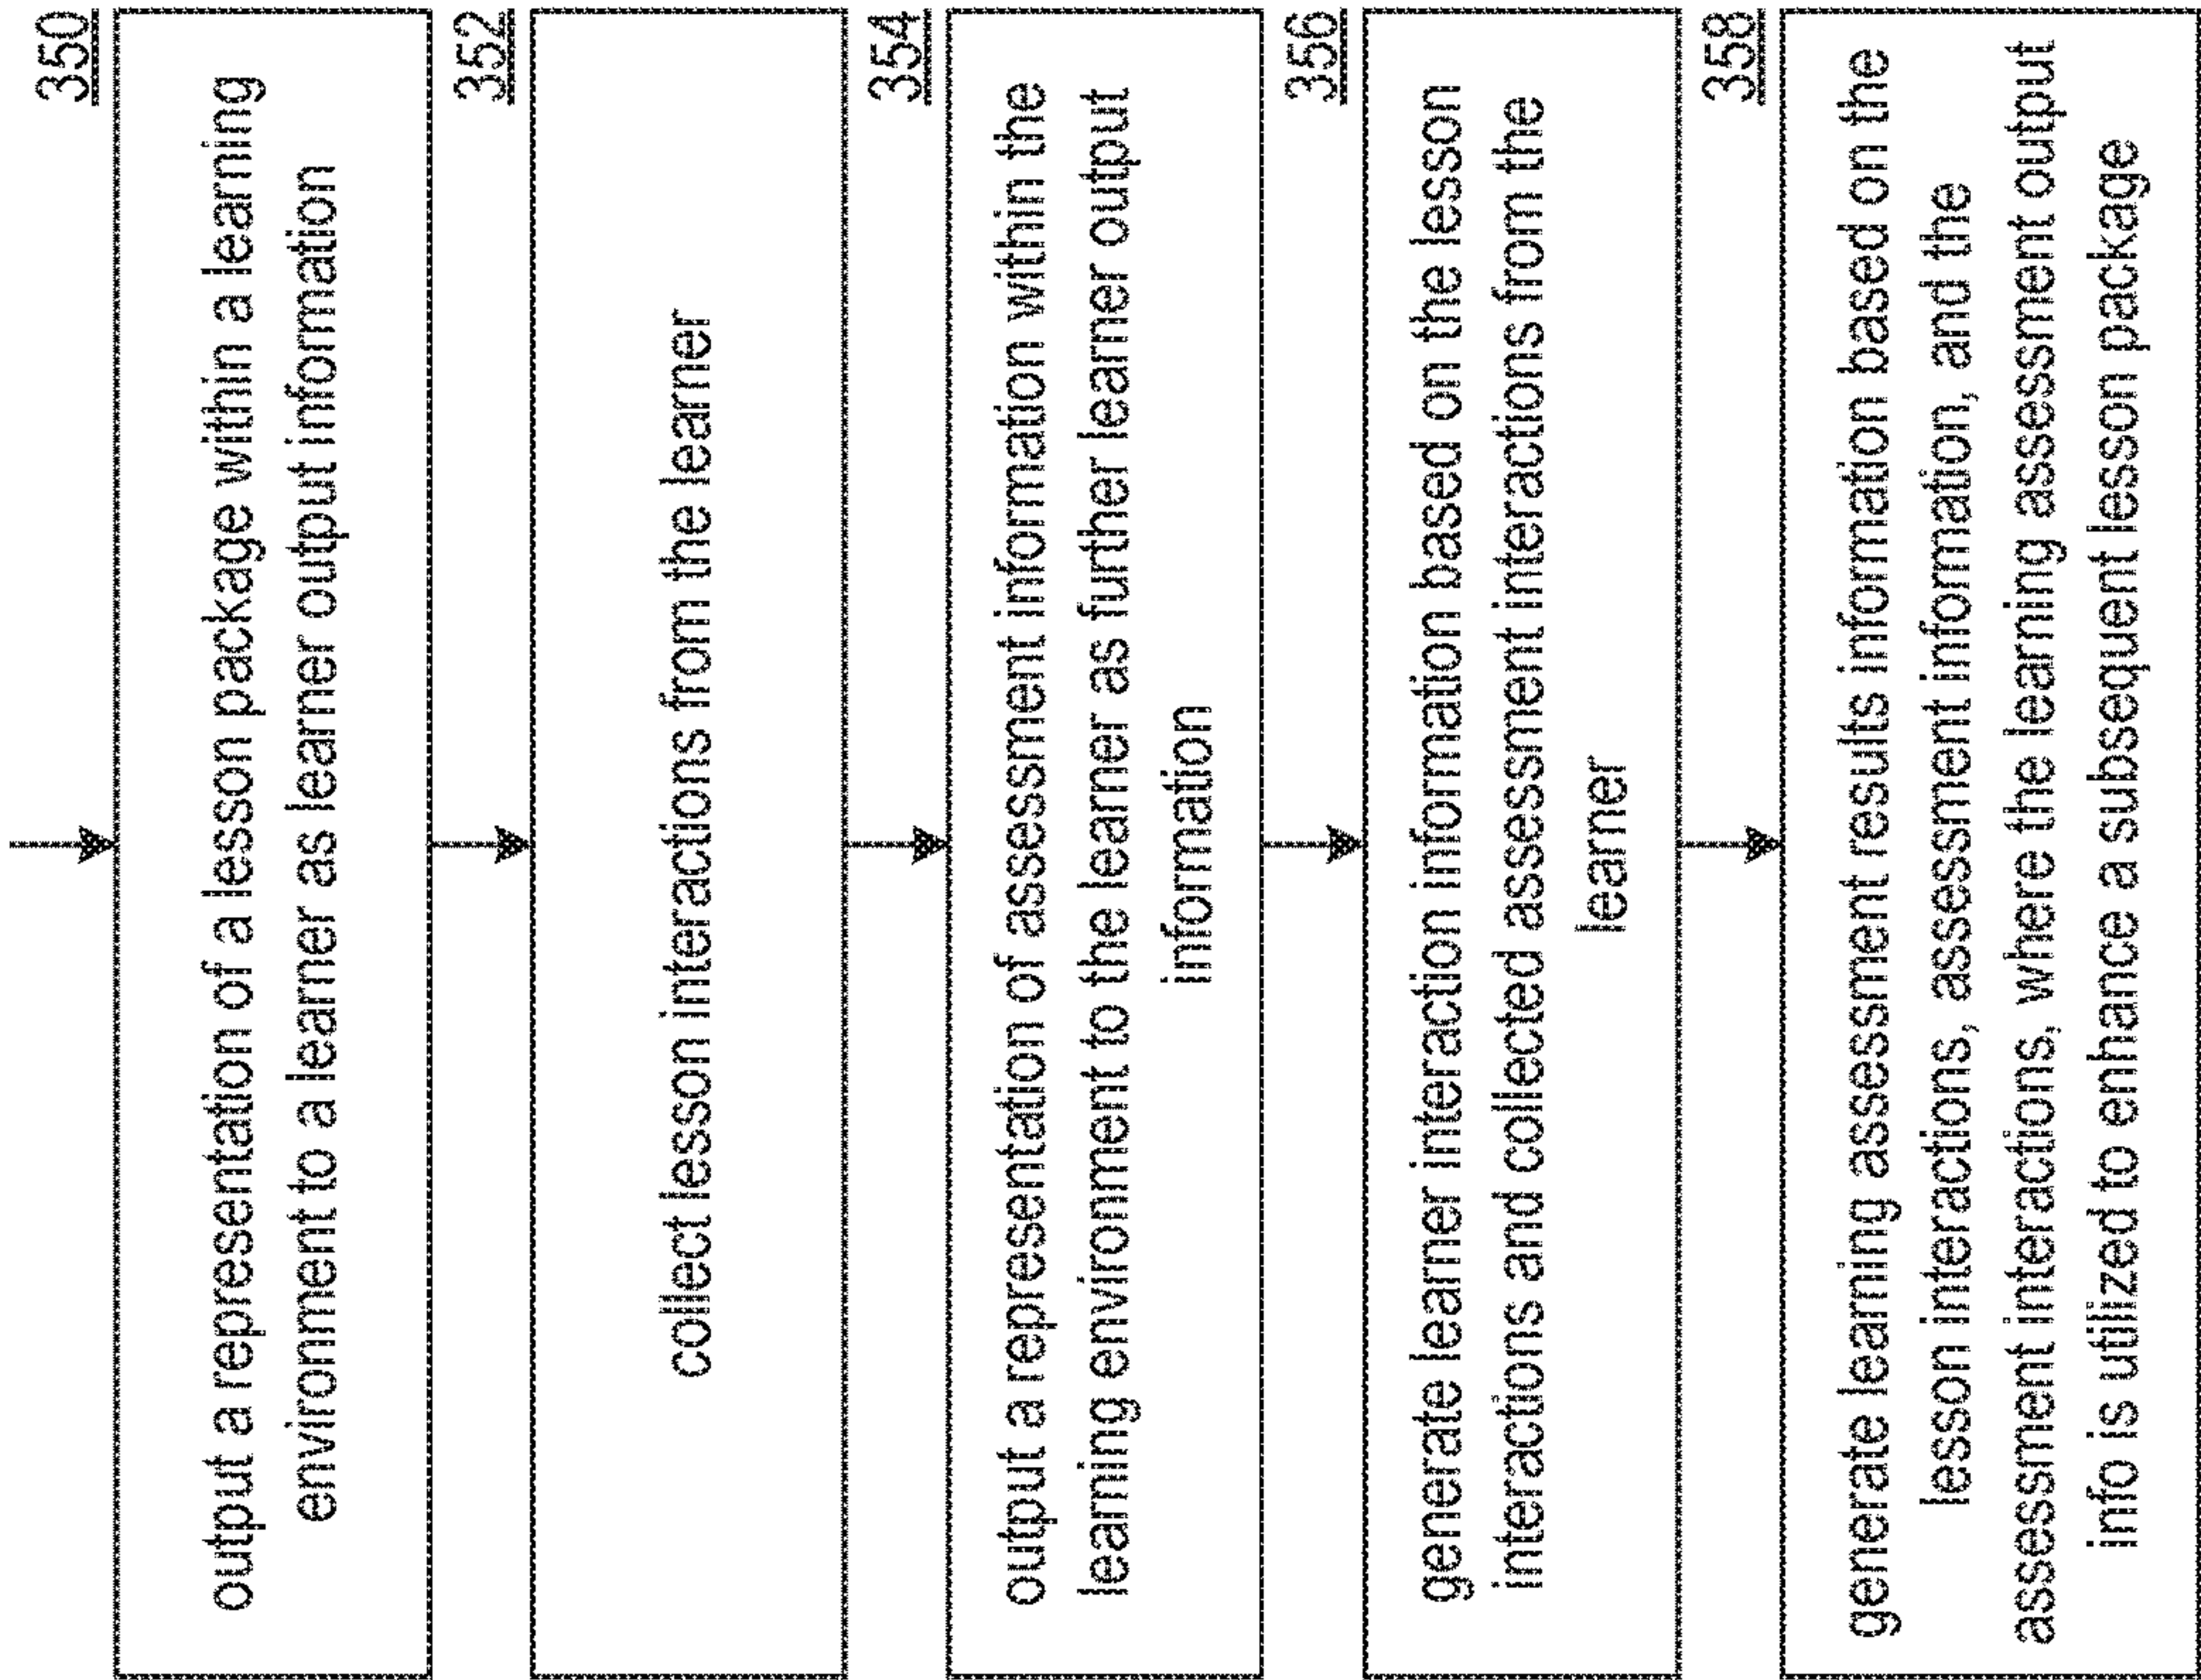 350
output a representation of a lesson package within a learning
environment to a learner as learner output information
352
collect lesson interactions from the learner
354
output a representation of assessment information within the
learning environment to the learner as further learner output
information
356
generate learner interaction information based on the lesson
interactions and collected assessment interactions from the
learner
358
generate learning assessment results information based on the
lesson interactions, assessment information, and the
assessment interactions, where the learning assessment output
info is utilized to enhance a subsequent lesson package